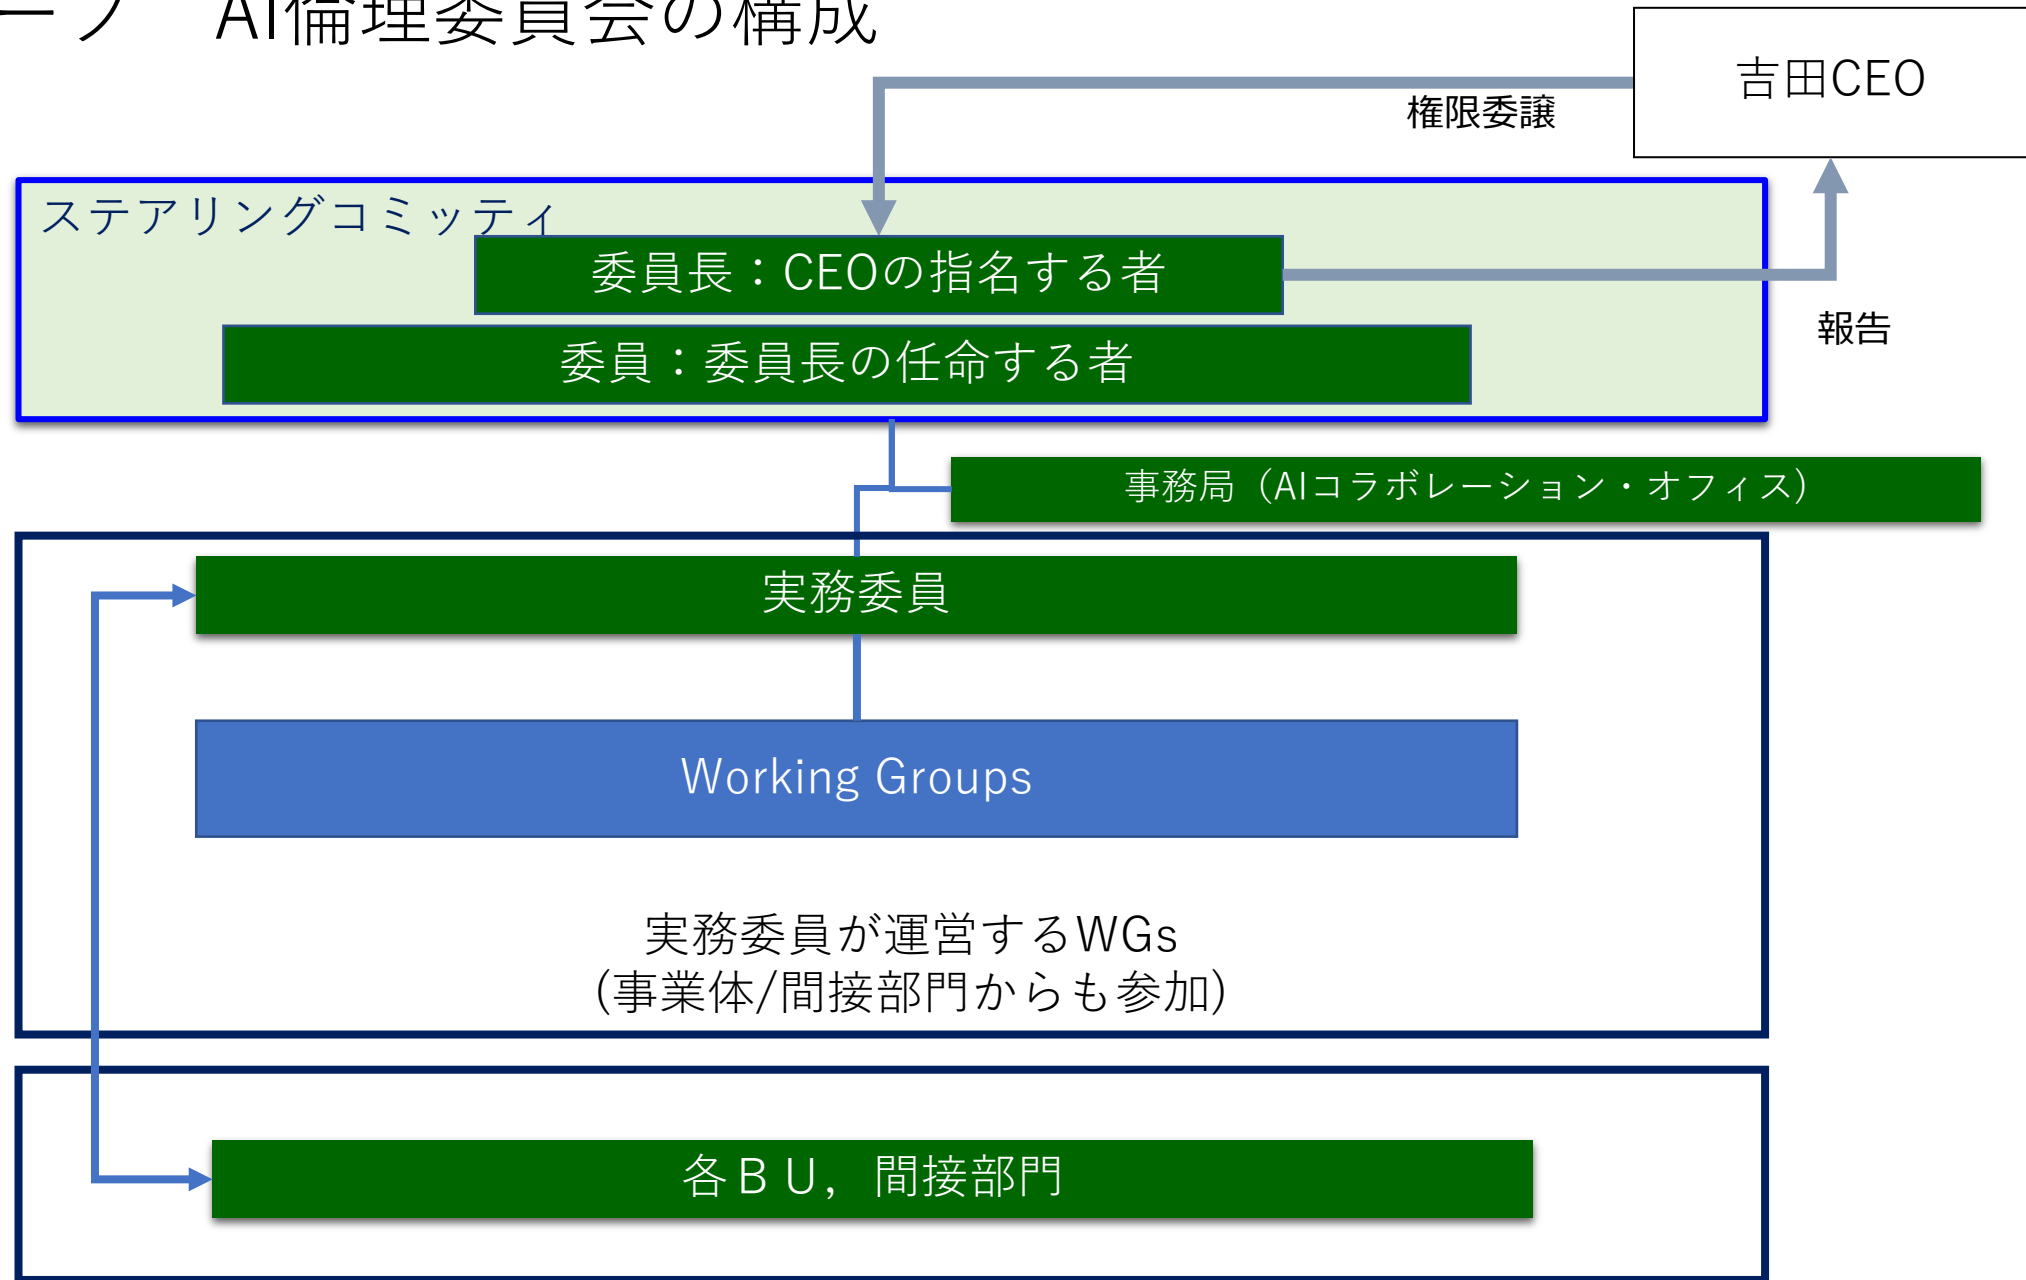 ープ　AI倫理委員会の構成
吉田CEO
権限委譲
ステアリングコミッティ
委員長：CEOの指名する者
報告
委員：委員長の任命する者
事務局（AIコラボレーション・オフィス）
実務委員
Working Groups
実務委員が運営するWGs
(事業体/間接部門からも参加)
各ＢＵ，間接部門